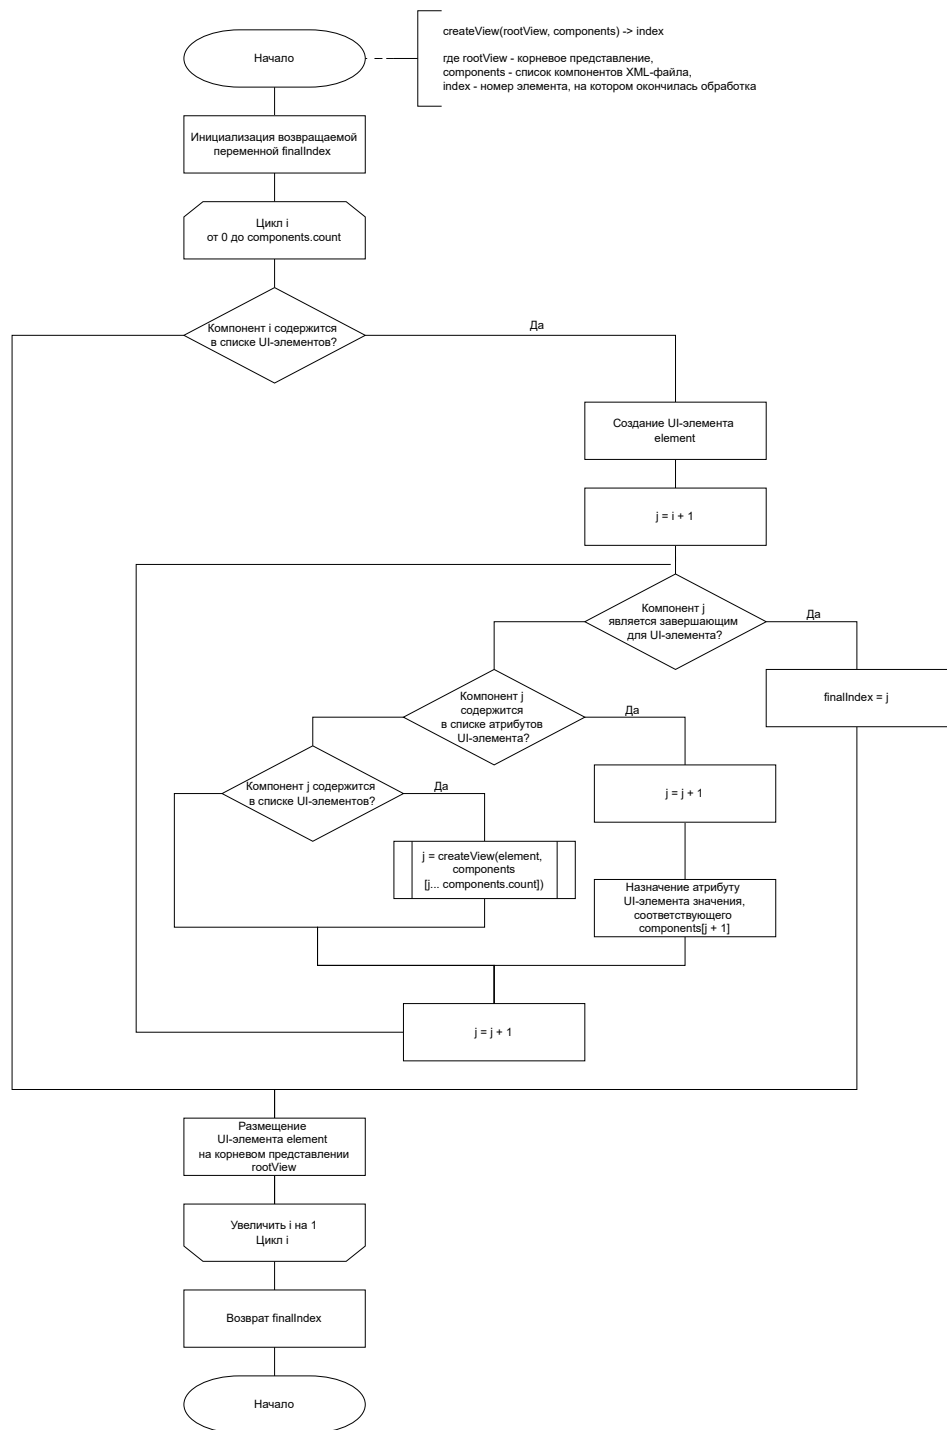 Начало
createView(rootView, components) -> index
где rootView - корневое представление,
components - список компонентов XML-файла,
index - номер элемента, на котором окончилась обработка
Инициализация возвращаемой
переменной finalIndex
Цикл i
от 0 до components.count
Компонент i содержится
в списке UI-элементов?
Да
Создание UI-элемента
element
j = i + 1
Компонент j
является завершающим
для UI-элемента?
Да
finalIndex = j
Компонент j
содержится
в списке атрибутов
UI-элемента?
Да
j = j + 1
Компонент j содержится
в списке UI-элементов?
Да
j = createView(element,
components
[j... components.count])
Назначение атрибуту
UI-элемента значения,
соответствующего
components[j + 1]
j = j + 1
Размещение
UI-элемента element
на корневом представлении
rootView
Увеличить i на 1
Цикл i
Возврат finalIndex
Начало